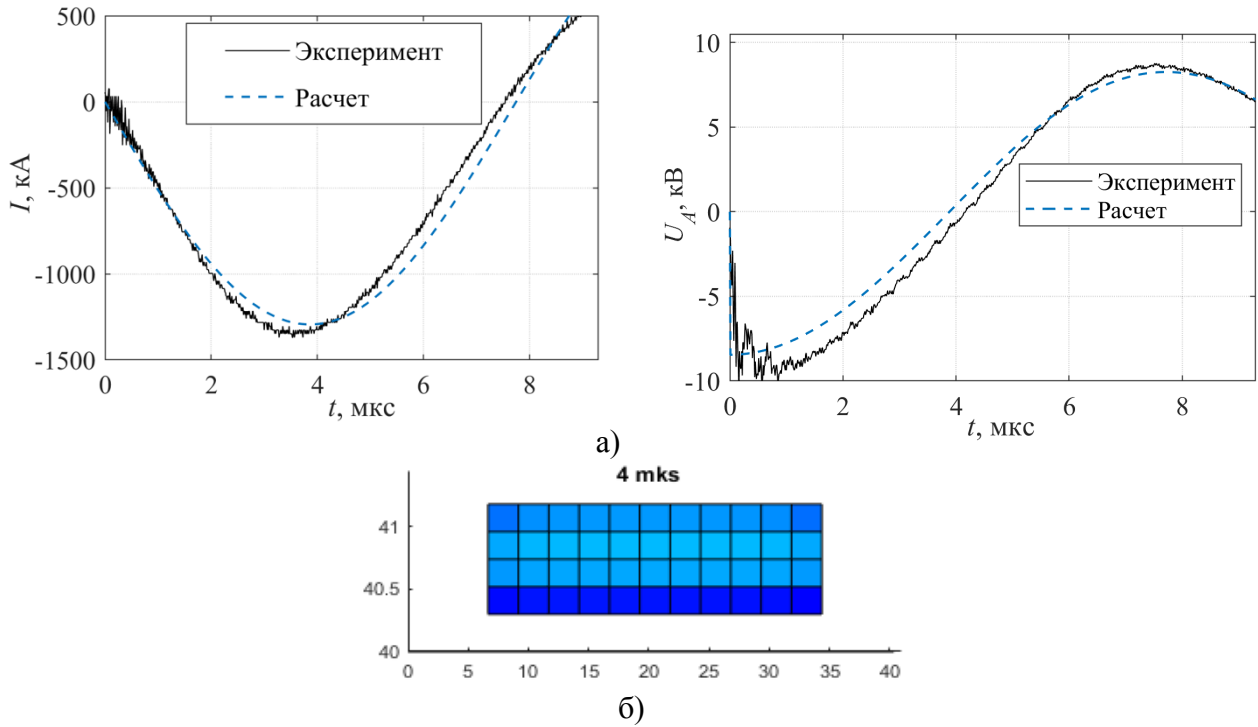 500
0
-500
-1000
-1500
I, кА
0
2
4
6
8
t, мкс
Эксперимент
Расчет
10
5
0
-5
-10
U_A, кВ
0
2
4
6
8
t, мкс
Эксперимент
Расчет
а)
4 mks
41
40.5
40
0
5
10
15
20
25
30
35
40
б)